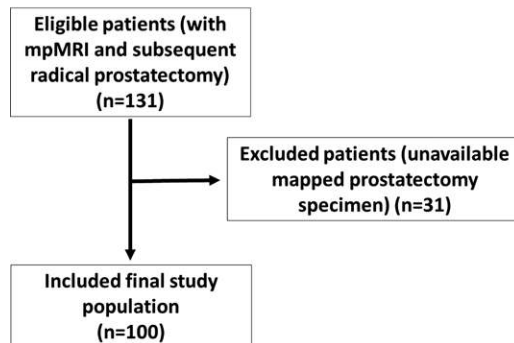 Eligible patients (with
mpMRI and subsequent
radical prostatectomy)
(n=131)
Excluded patients (unavailable
mapped prostatectomy
specimen) (n=31)
Included final study
population
(n=100)